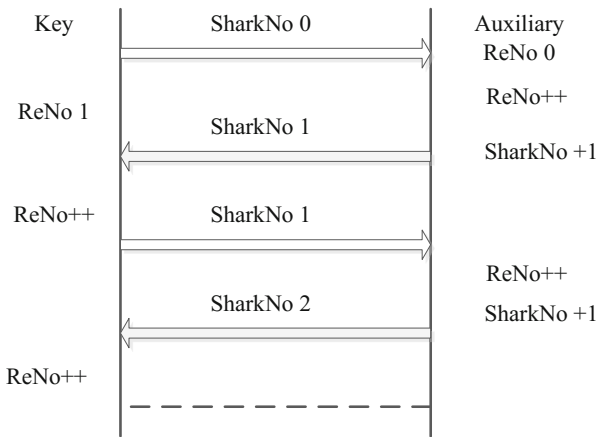 Key
SharkNo 0
Auxiliary
ReNo 0
ReNo++
ReNo 1
SharkNo 1
SharkNo +1
ReNo++
SharkNo 1
ReNo++
SharkNo 2
SharkNo +1
ReNo++